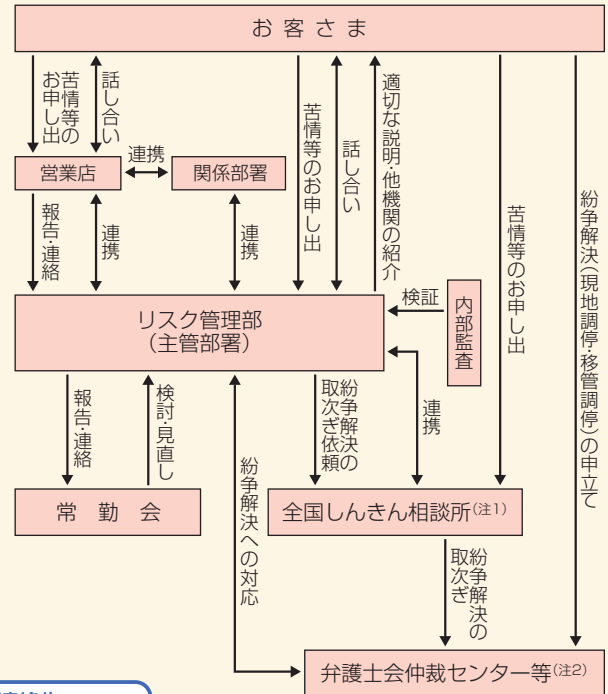 お客さま
苦情等の
お申し出
話し合い
苦情等のお申し出
話し合い
適切な説明・他機関の紹介
苦情等のお申し出
紛争解決(現地調停・移管調停)の申立て
営業店
連携
関係部署
報告・連絡
連携
連携
リスク管理部
(主管部署)
検証
内部監査
報告・連絡
検討・見直し
紛争解決の
取次ぎ依頼
連携
常勤会
紛争解決への対応
全国しんきん相談所(注1)
紛争解決の
取次ぎ
弁護士会仲裁センター等(注2)